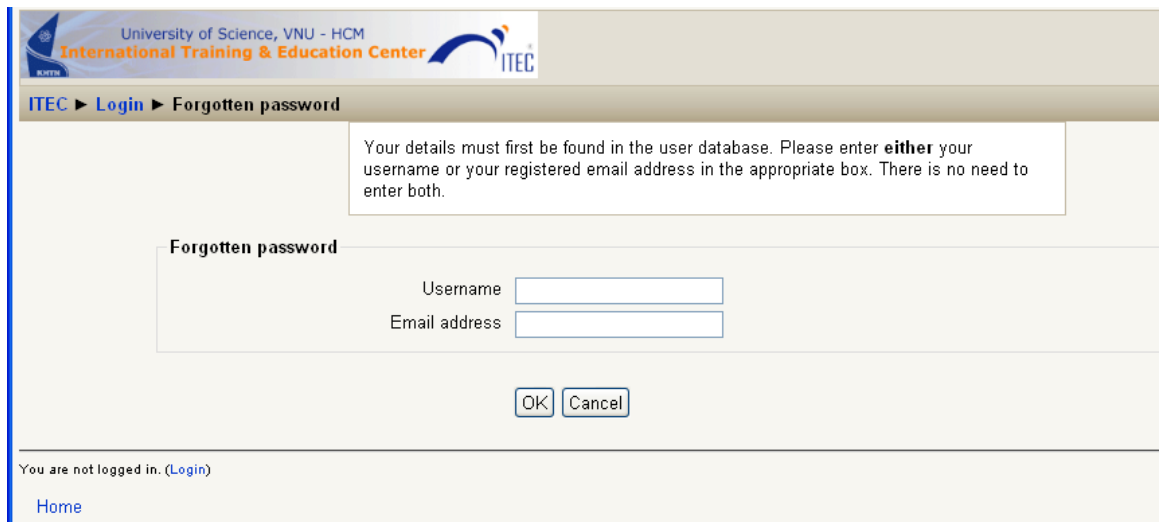 University of Science, VNU - HCM
International Training & Education Center
KHTN
ITEC
ITEC ► Login ► Forgotten password
Your details must first be found in the user database. Please enter either your
username or your registered email address in the appropriate box. There is no need to
enter both.
Forgotten password
Username
Email address
OK Cancel
You are not logged in. (Login)
Home